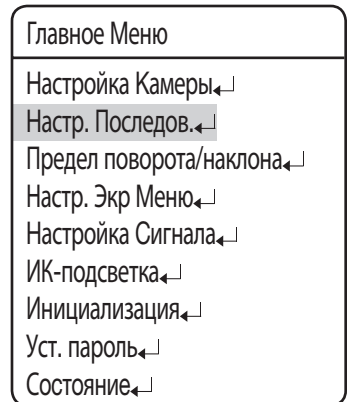 Главное Меню
Настройка Камеры↵
Настр. Последов.↵
Предел поворота/наклона↵
Настр. Экр Меню↵
Настройка Сигнала↵
ИК-подсветка↵
Инициализация↵
Уст. пароль↵
Состояние↵